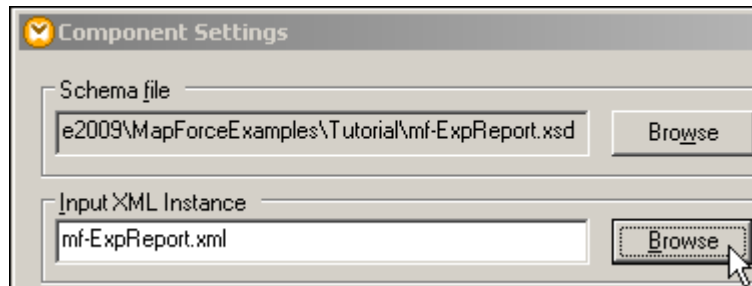 Component Settings
Schema file
e2009\MapForceExamples\Tutorial\mf-ExpReport.xsd Browse
Input XML Instance
mf-ExpReport.xml Browse